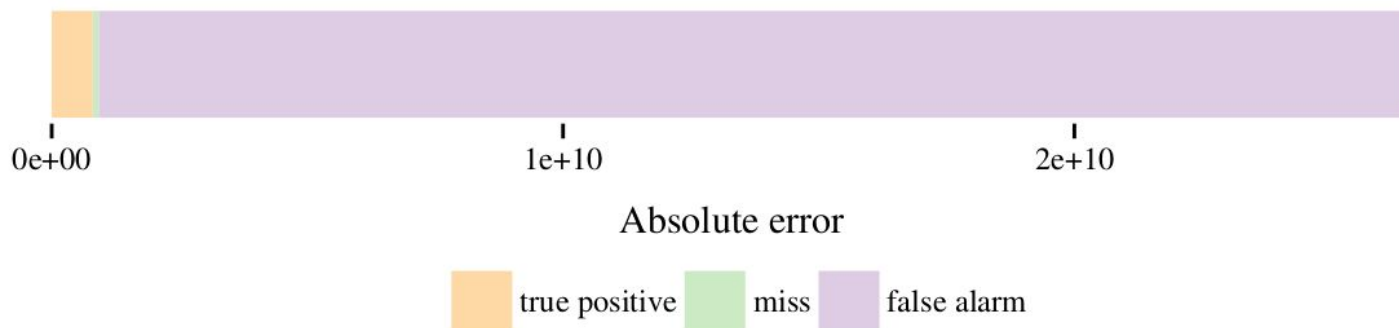 0e+00 1e+10 2e+10
Absolute error
true positive miss false alarm